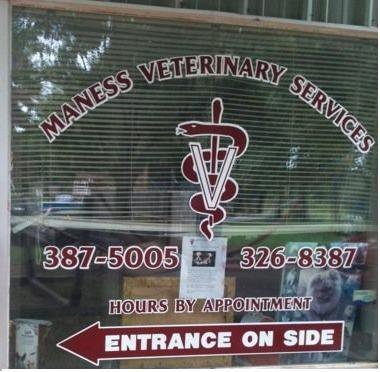 MANESS VETERINARY SERVICES
V
387-5005 326-8387
HOURS BY APPOINTMENT
ENTRANCE ON SIDE